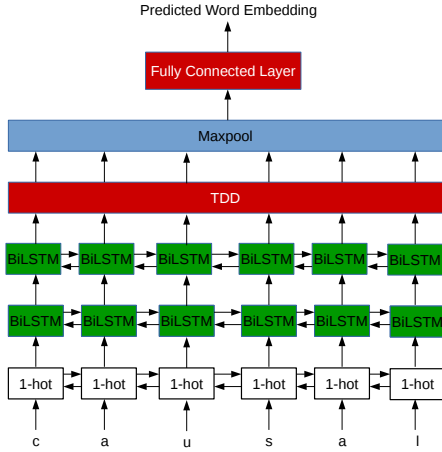 Predicted Word Embedding
Fully Connected Layer
Maxpool
TDD
BiLSTM BiLSTM BiLSTM BiLSTM BiLSTM BiLSTM
BiLSTM BiLSTM BiLSTM BiLSTM BiLSTM BiLSTM
1-hot 1-hot 1-hot 1-hot 1-hot 1-hot
c a u s a l